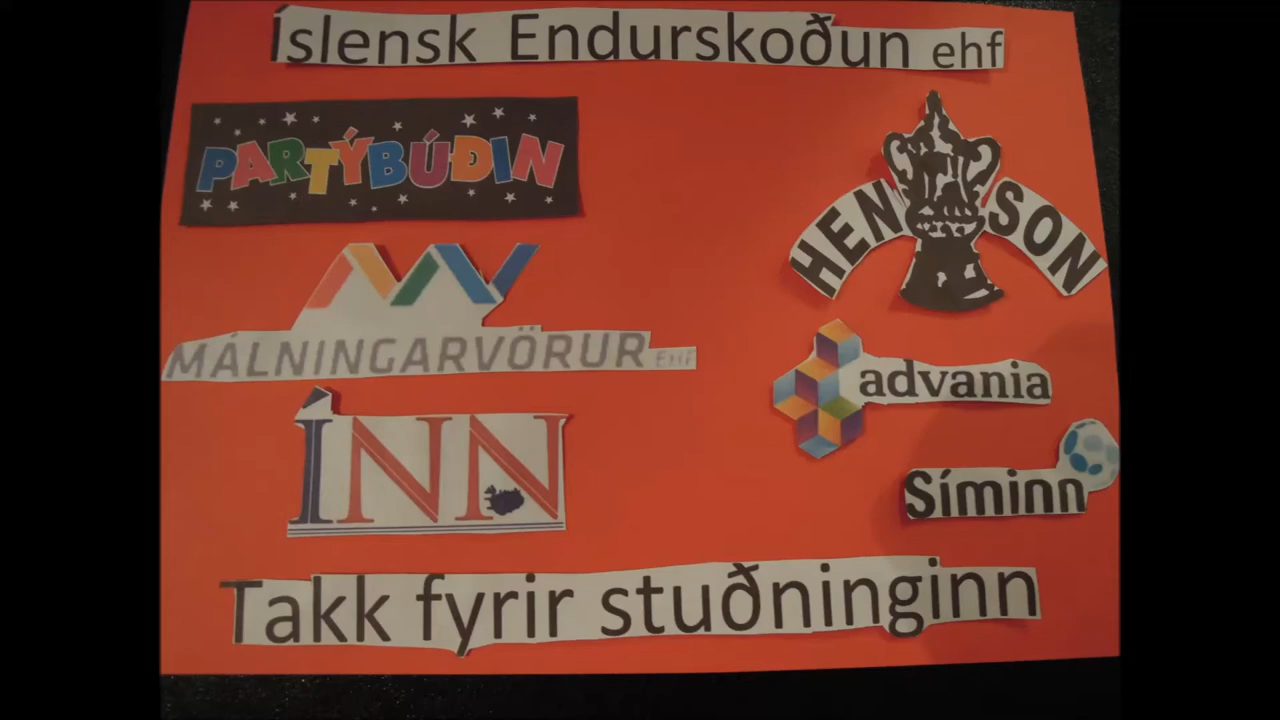 Íslensk Endurskoðun ehf
PARTÝBÚÐIN
HENSON
MÁLNINGARVÖRUR EHF
advania
ÍNN
Síminn
Takk fyrir stuðninginn